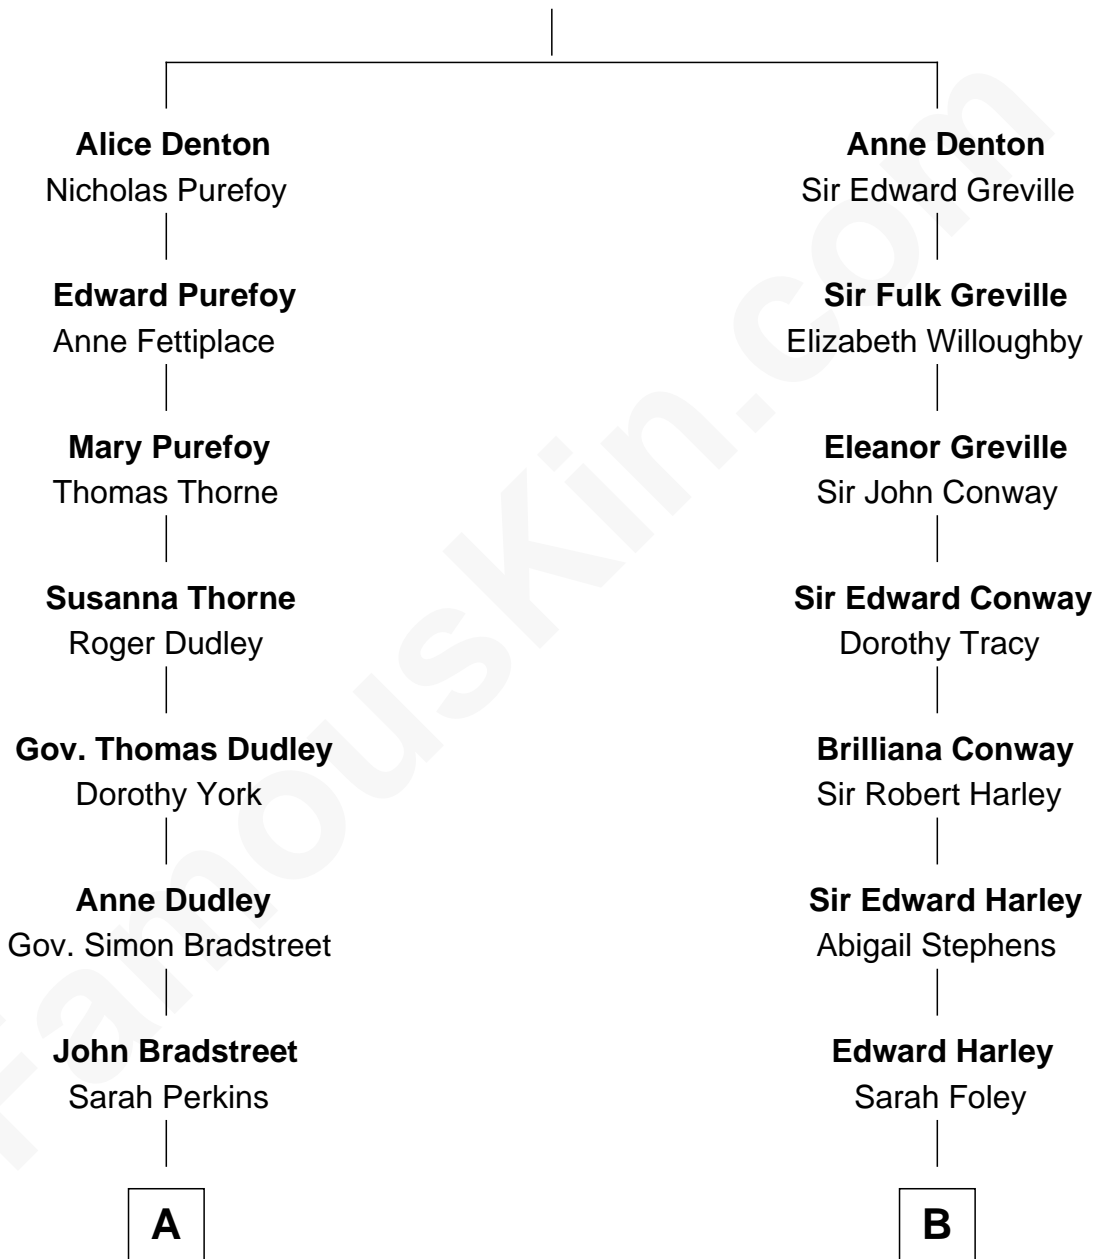 Alice Denton
Nicholas Purefoy
Edward Purefoy
Anne Fettiplace
Mary Purefoy
Thomas Thorne
Susanna Thorne
Roger Dudley
Gov. Thomas Dudley
Dorothy York
Anne Dudley
Gov. Simon Bradstreet
John Bradstreet
Sarah Perkins
A
Anne Denton
Sir Edward Greville
Sir Fulk Greville
Elizabeth Willoughby
Eleanor Greville
Sir John Conway
Sir Edward Conway
Dorothy Tracy
Brilliana Conway
Sir Robert Harley
Sir Edward Harley
Abigail Stephens
Edward Harley
Sarah Foley
B
FamousKin.com